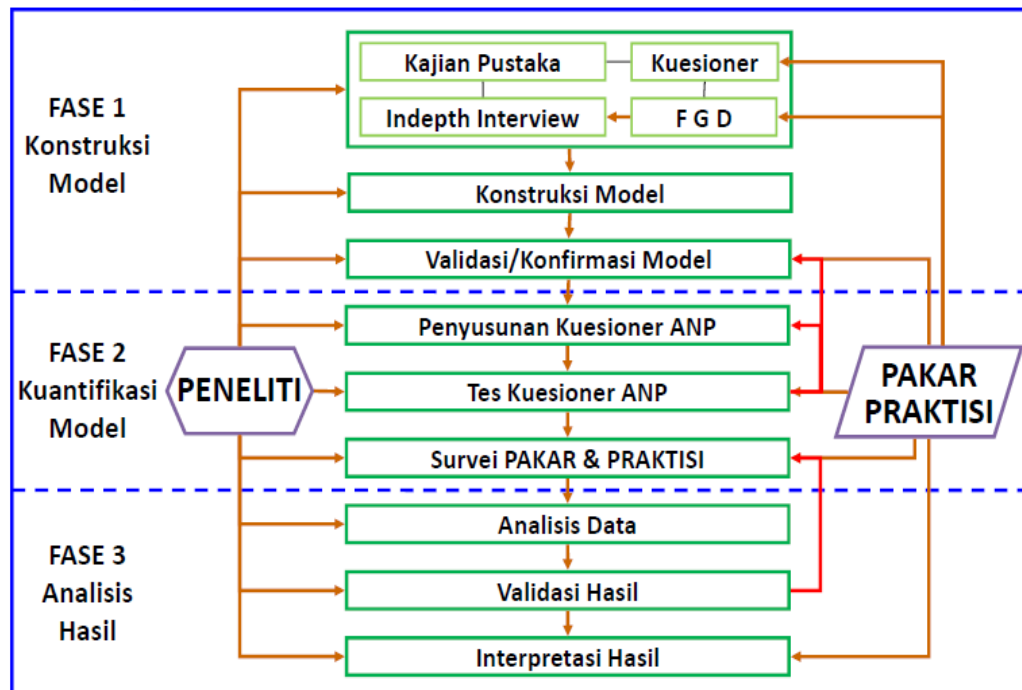 FASE 1
Konstruksi
Model
Kajian Pustaka
Kuesioner
Indepth Interview
F G D
Konstruksi Model
Validasi/Konfirmasi Model
FASE 2
Kuantifikasi
Model
PENELITI
Penyusunan Kuesioner ANP
Tes Kuesioner ANP
Survei PAKAR & PRAKTISI
PAKAR
PRAKTISI
FASE 3
Analisis
Hasil
Analisis Data
Validasi Hasil
Interpretasi Hasil